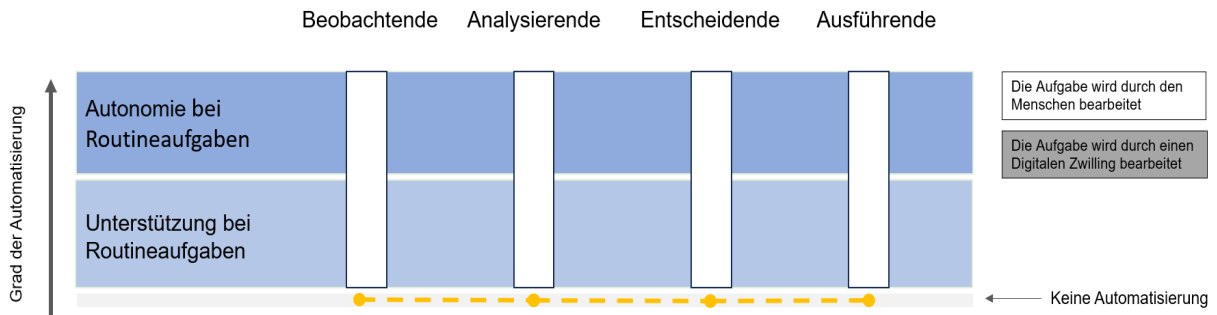 Beobachtende Analysierende Entscheidende Ausführende
Grad der Automatisierung
Autonomie bei
Routineaufgaben
Unterstützung bei
Routineaufgaben
Die Aufgabe wird durch den
Menschen bearbeitet
Die Aufgabe wird durch einen
Digitalen Zwilling bearbeitet
Keine Automatisierung